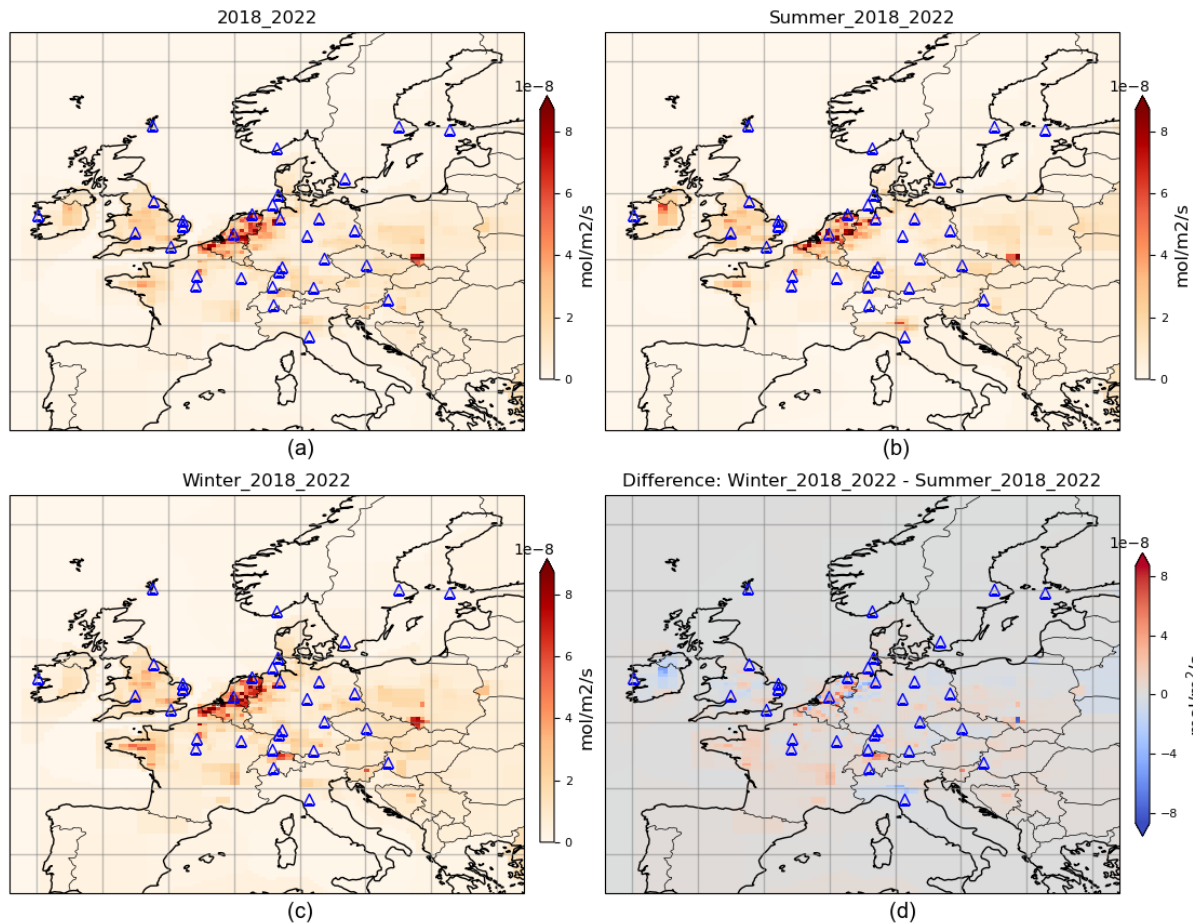 2018_2022
Summer_2018_2022
1e−8
8
6
4
2
0
mol/m2/s
1e−8
8
6
4
2
0
mol/m2/s
(a)
(b)
Winter_2018_2022
Difference: Winter_2018_2022 - Summer_2018_2022
1e−8
8
6
4
2
0
mol/m2/s
1e−8
8
4
0
−4
−8
mol/m2/s
(c)
(d)